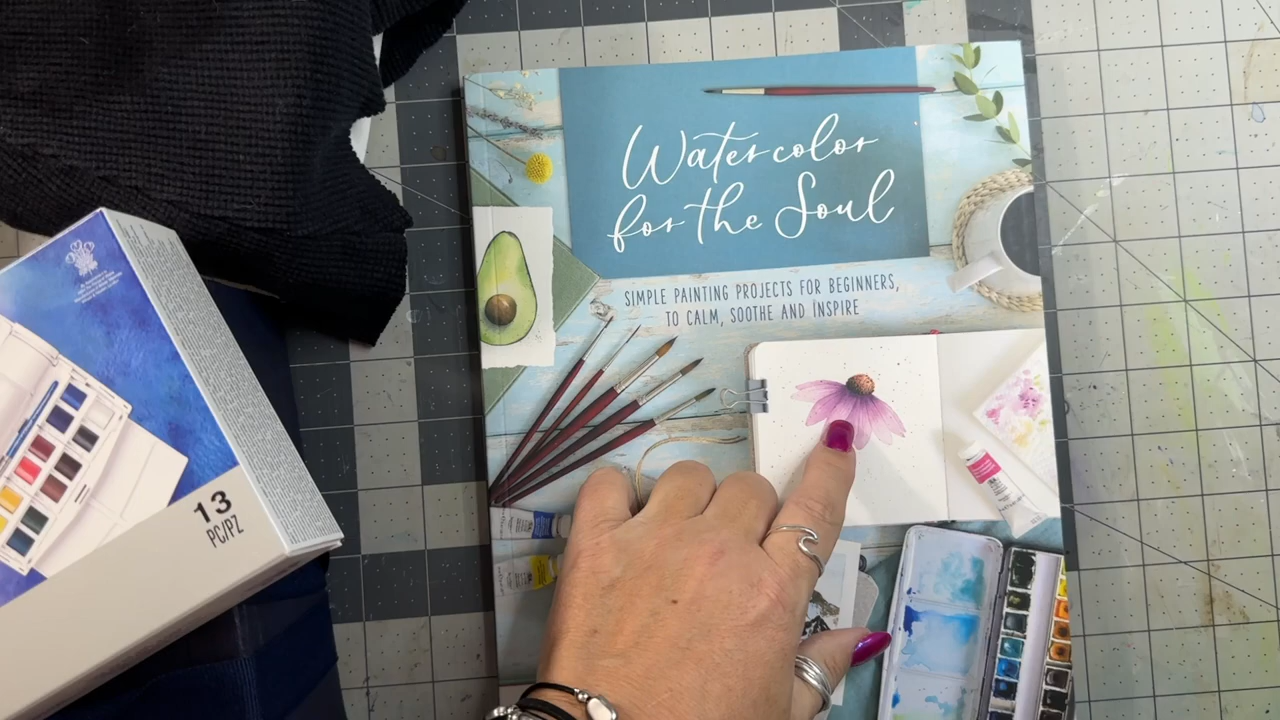 Watercolor
for the Soul
SIMPLE PAINTING PROJECTS FOR BEGINNERS,
TO CALM, SOOTHE AND INSPIRE
13
PC/PZ